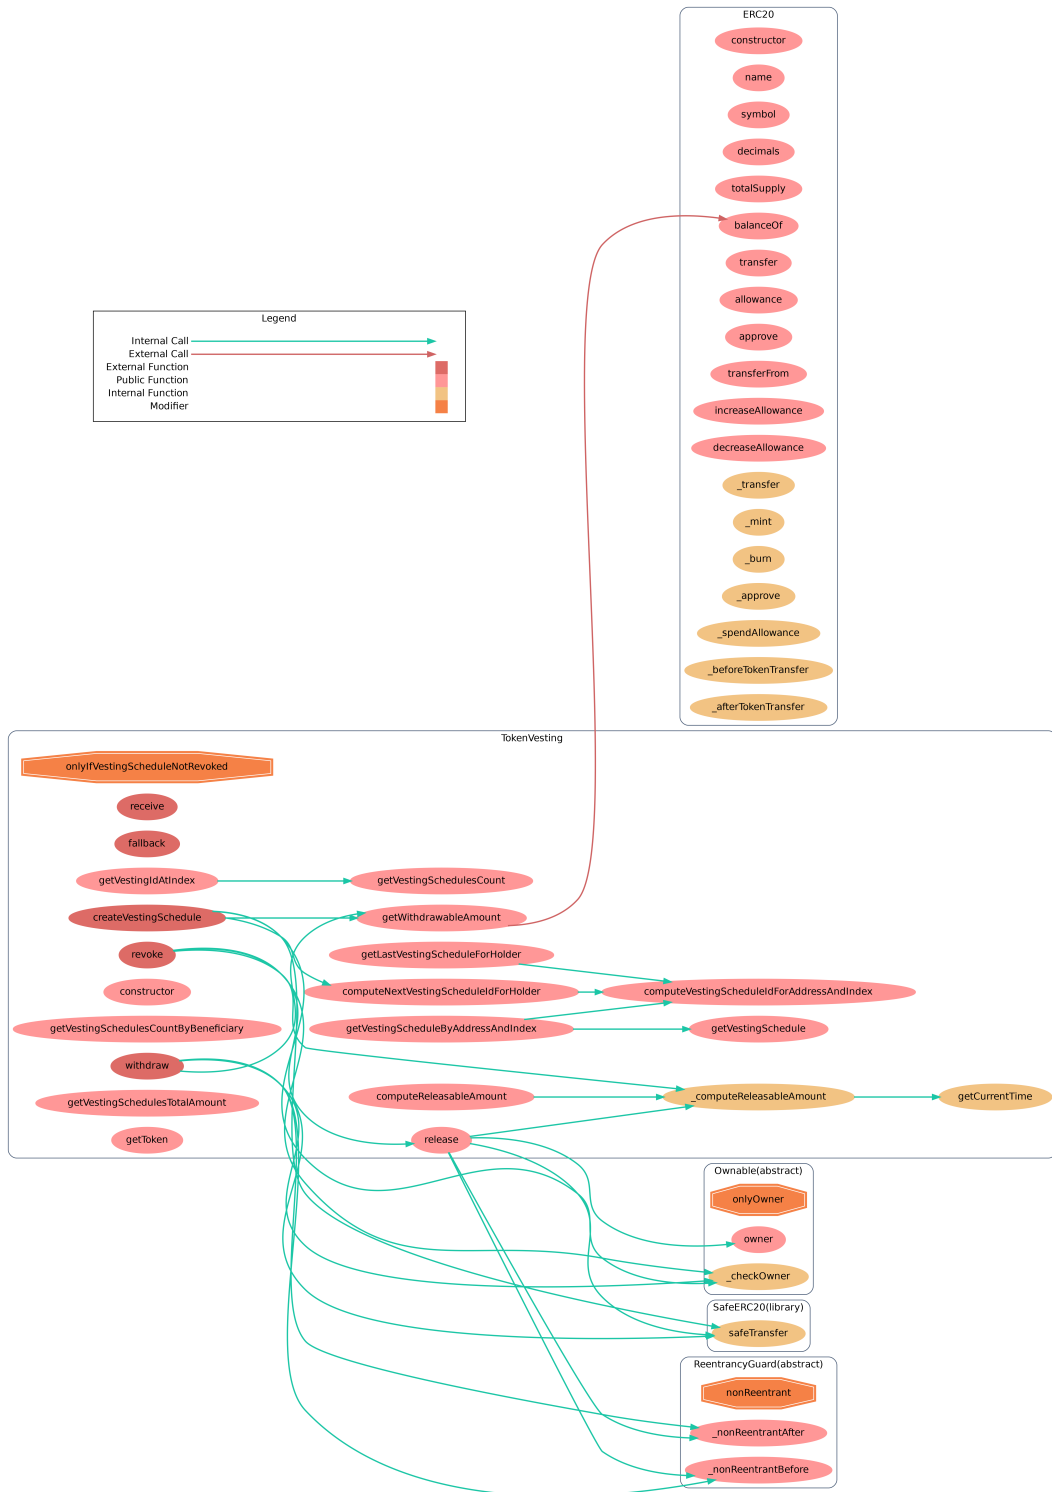 ERC20
constructor
name
symbol
decimals
totalSupply
balanceOf
transfer
allowance
approve
transferFrom
increaseAllowance
decreaseAllowance
_transfer
_mint
_burn
_approve
_spendAllowance
_beforeTokenTransfer
_afterTokenTransfer
Legend
Internal Call
External Call
External Function
Public Function
Internal Function
Modifier
TokenVesting
onlyIfVestingScheduleNotRevoked
receive
fallback
getVestingIdAtIndex
getVestingSchedulesCount
createVestingSchedule
getWithdrawableAmount
revoke
getLastVestingScheduleForHolder
constructor
computeNextVestingScheduleIdForHolder
computeVestingScheduleIdForAddressAndIndex
getVestingSchedulesCountByBeneficiary
getVestingScheduleByAddressAndIndex
getVestingSchedule
withdraw
getVestingSchedulesTotalAmount
computeReleasableAmount
_computeReleasableAmount
getCurrentTime
getToken
release
Ownable(abstract)
onlyOwner
owner
_checkOwner
SafeERC20(library)
safeTransfer
ReentrancyGuard(abstract)
nonReentrant
_nonReentrantAfter
_nonReentrantBefore